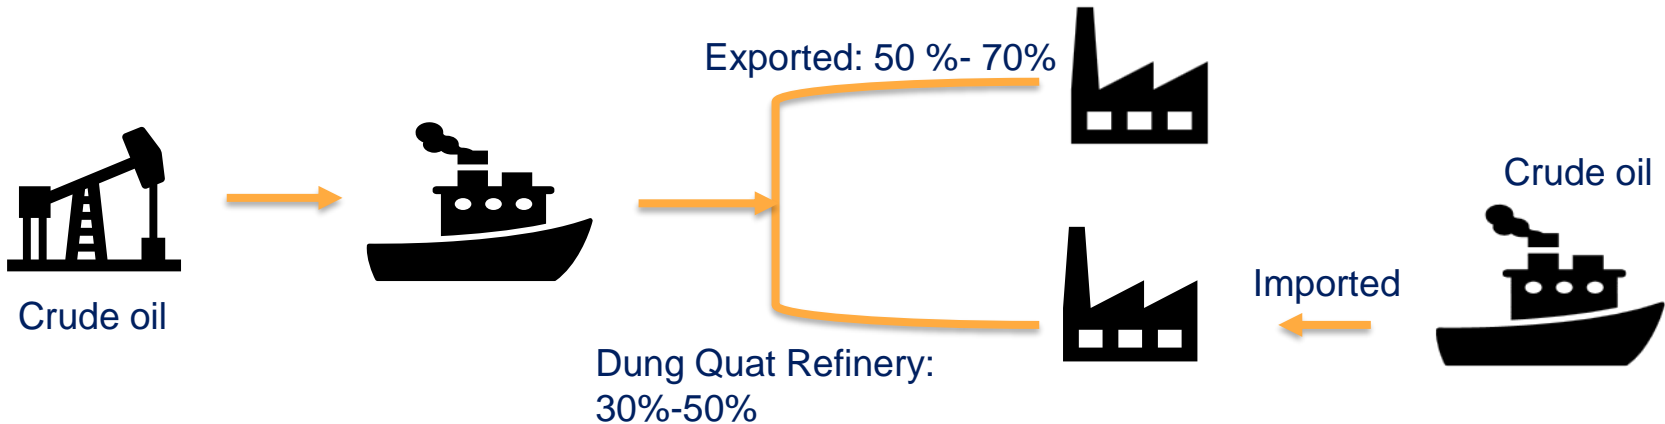 Exported: 50 %- 70%
Crude oil
Crude oil
Imported
Dung Quat Refinery:
30%-50%